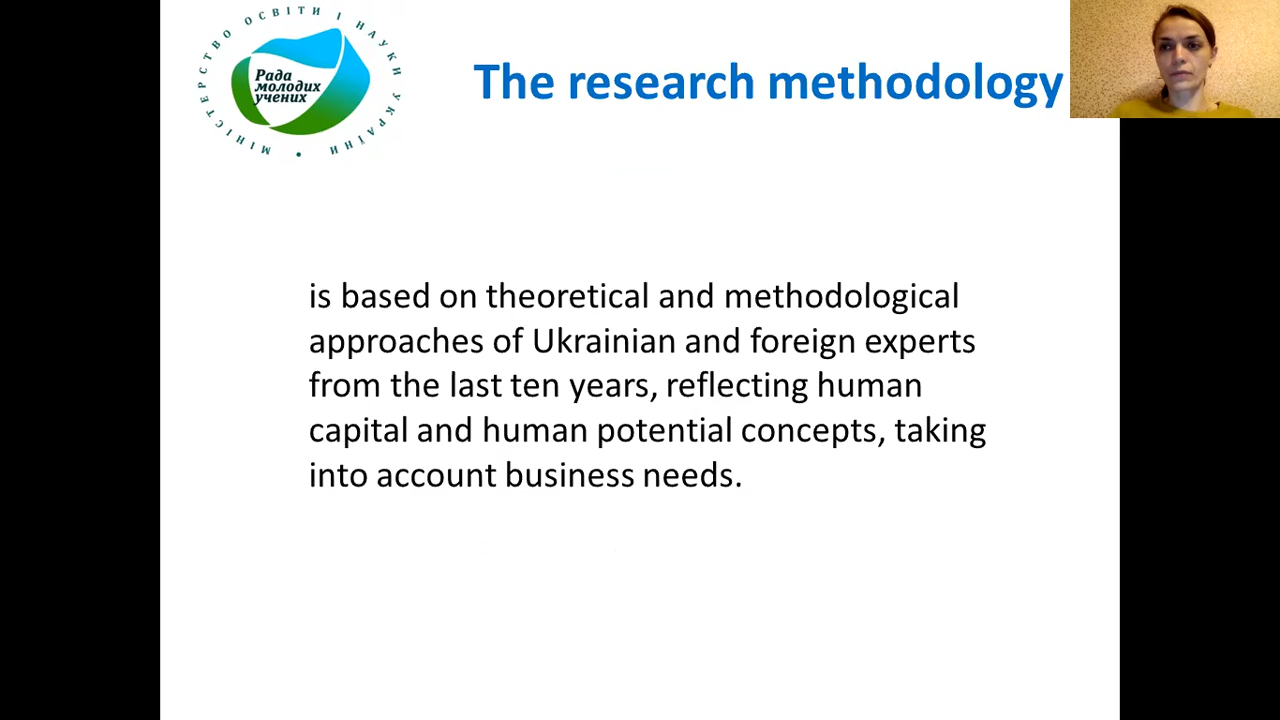 МІНІСТЕРСТВО ОСВІТИ І НАУКИ УКРАЇНИ
Рада
молодих
учених
The research methodology
is based on theoretical and methodological
approaches of Ukrainian and foreign experts
from the last ten years, reflecting human
capital and human potential concepts, taking
into account business needs.